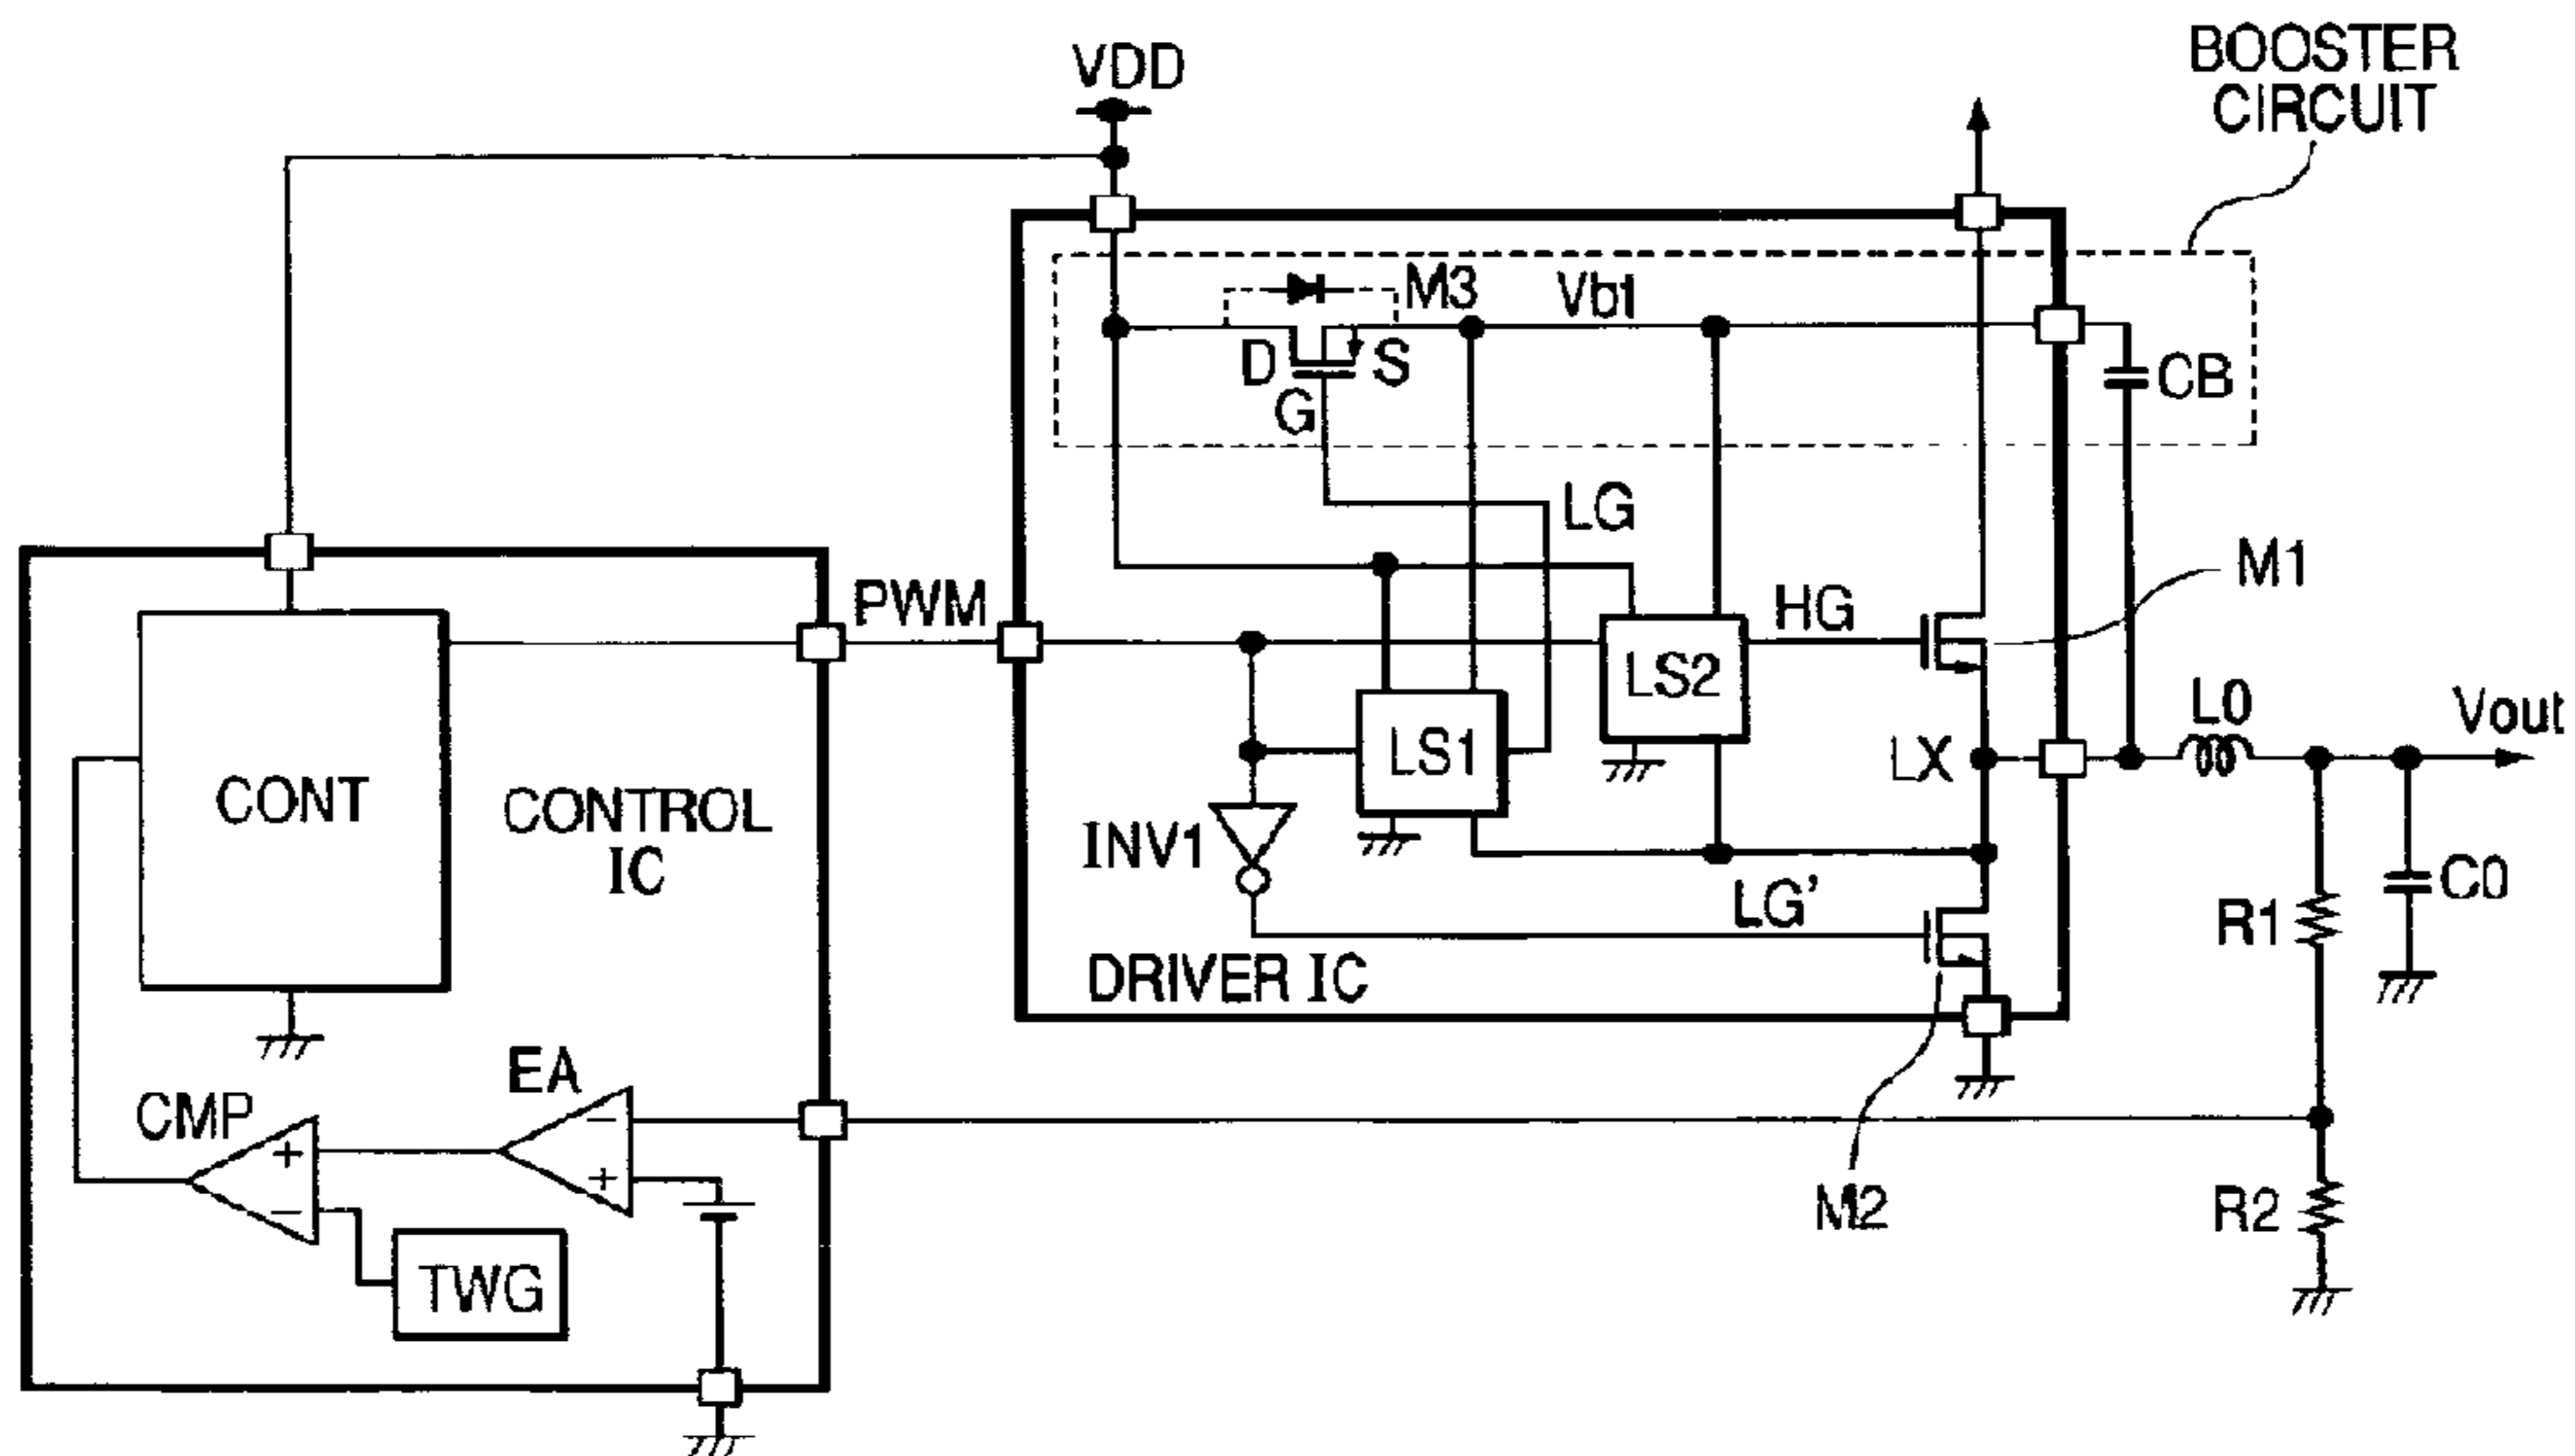 BOOSTER
CIRCUIT
VDD
M3
Vb1
D
S
G
CB
LG
M1
PWM
HG
LS2
LS1
LX
L0
Vout
CONT
CONTROL
IC
INV1
LG'
C0
R1
DRIVER IC
EA
CMP
−
+
+
−
M2
R2
TWG